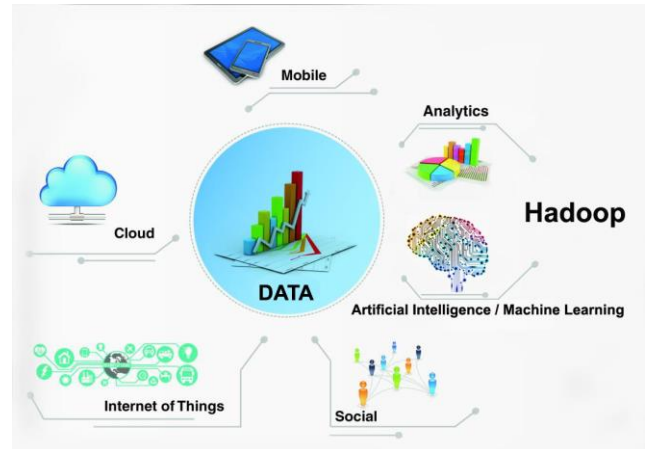 Mobile
Analytics
Hadoop
Cloud
DATA
Artificial Intelligence / Machine Learning
Internet of Things
Social